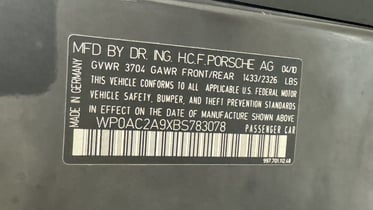 MFD BY DR. ING. H.C.F. PORSCHE AG 04/10
GVWR 3704 GAWR FRONT/REAR 1433/2326 LBS
THIS VEHICLE CONFORMS TO ALL APPLICABLE FEDERAL MOTOR
VEHICLE SAFETY, BUMPER, AND THEFT PREVENTION STANDARDS
IN EFFECT ON THE DATE OF MANUFACTURE SHOWN ABOVE
WP0AC2A9XBS783078 PASSENGER CAR
MADE IN GERMANY